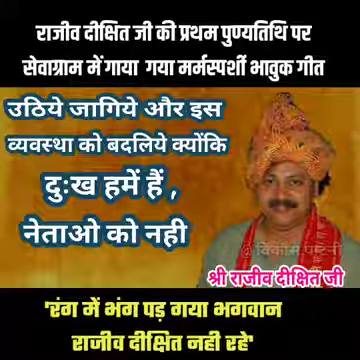 राजीव दीक्षित जी की प्रथम पुण्यतिथि पर
सेवाग्राम में गाया गया मर्मस्पर्शी भावुक गीत
उठिये जागिये और इस
व्यवस्था को बदलिये क्योंकि
दुःख हमें हैं ,
नेताओ को नही
@विकास पटनी
श्री राजीव दीक्षित जी
'रंग में भंग पड़ गया भगवान
राजीव दीक्षित नही रहे'